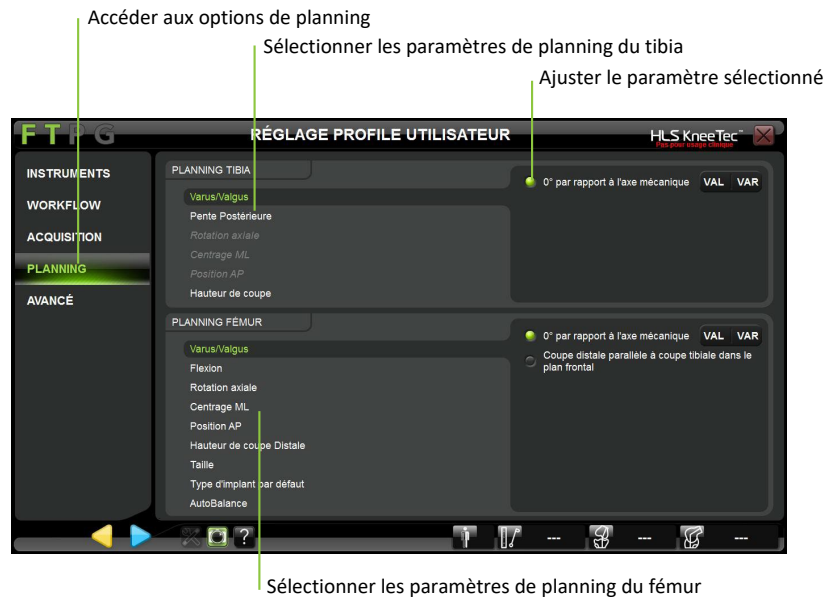 Accéder aux options de planning
Sélectionner les paramètres de planning du tibia
Ajuster le paramètre sélectionné
F T P G
RÉGLAGE PROFILE UTILISATEUR
HLS KneeTec™
Pas pour usage clinique
INSTRUMENTS
WORKFLOW
ACQUISITION
PLANNING
AVANCÉ
PLANNING TIBIA
Varus/Valgus
Pente Postérieure
Rotation axiale
Centrage ML
Position AP
Hauteur de coupe
0° par rapport à l'axe mécanique VAL VAR
PLANNING FÉMUR
Varus/Valgus
Flexion
Rotation axiale
Centrage ML
Position AP
Hauteur de coupe Distale
Taille
Type d'implant par défaut
AutoBalance
0° par rapport à l'axe mécanique VAL VAR
Coupe distale parallèle à coupe tibiale dans le
plan frontal
? --- --- ---
Sélectionner les paramètres de planning du fémur